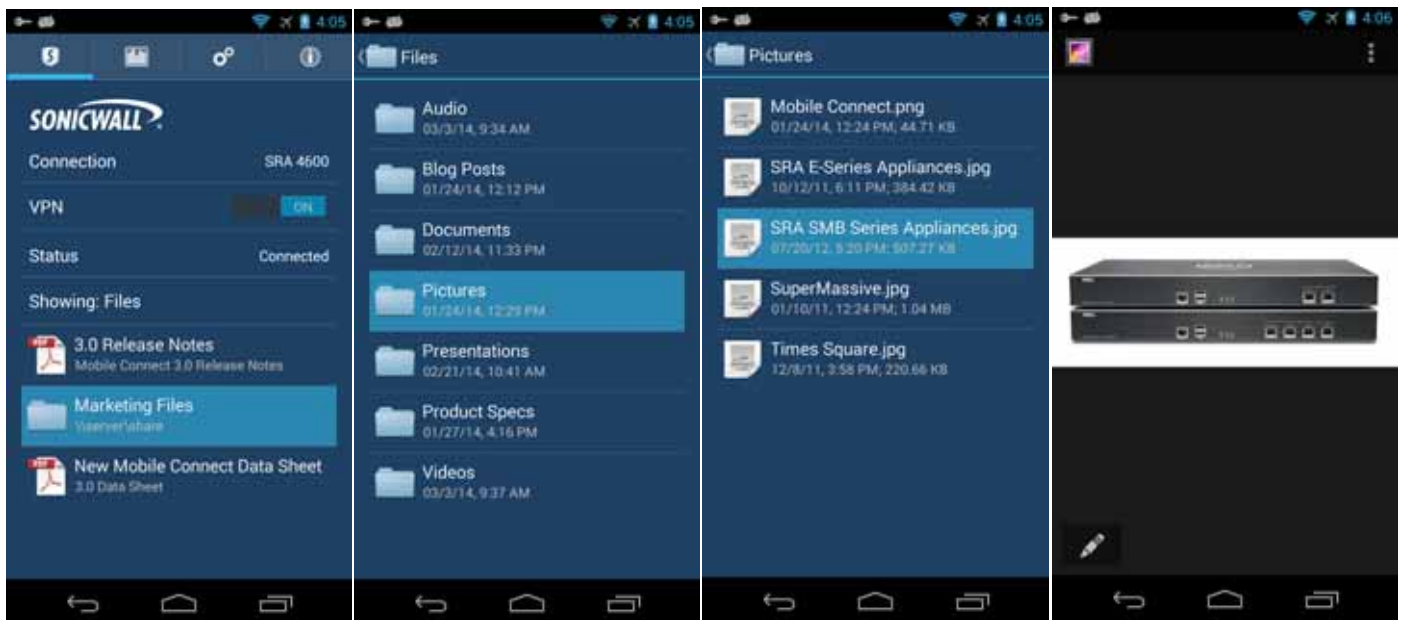 4:05
SONICWALL
Connection SRA 4600
VPN ON
Status Connected
Showing: Files
PDF
3.0 Release Notes
Mobile Connect 3.0 Release Notes
Marketing Files
\\server\share
PDF
New Mobile Connect Data Sheet
3.0 Data Sheet
4:05
Files
Audio
03/3/14, 9:34 AM
Blog Posts
01/24/14, 12:12 PM
Documents
02/12/14, 11:33 PM
Pictures
01/24/14, 12:29 PM
Presentations
02/21/14, 10:41 AM
Product Specs
01/27/14, 4:16 PM
Videos
03/3/14, 9:37 AM
4:05
Pictures
Mobile Connect.png
01/24/14, 12:24 PM, 44.71 KB
SRA E-Series Appliances.jpg
10/12/11, 6:11 PM, 384.42 KB
SRA SMB Series Appliances.jpg
07/20/12, 5:20 PM, 507.27 KB
SuperMassive.jpg
01/10/11, 12:24 PM, 1.04 MB
Times Square.jpg
12/8/11, 3:58 PM, 220.66 KB
4:06